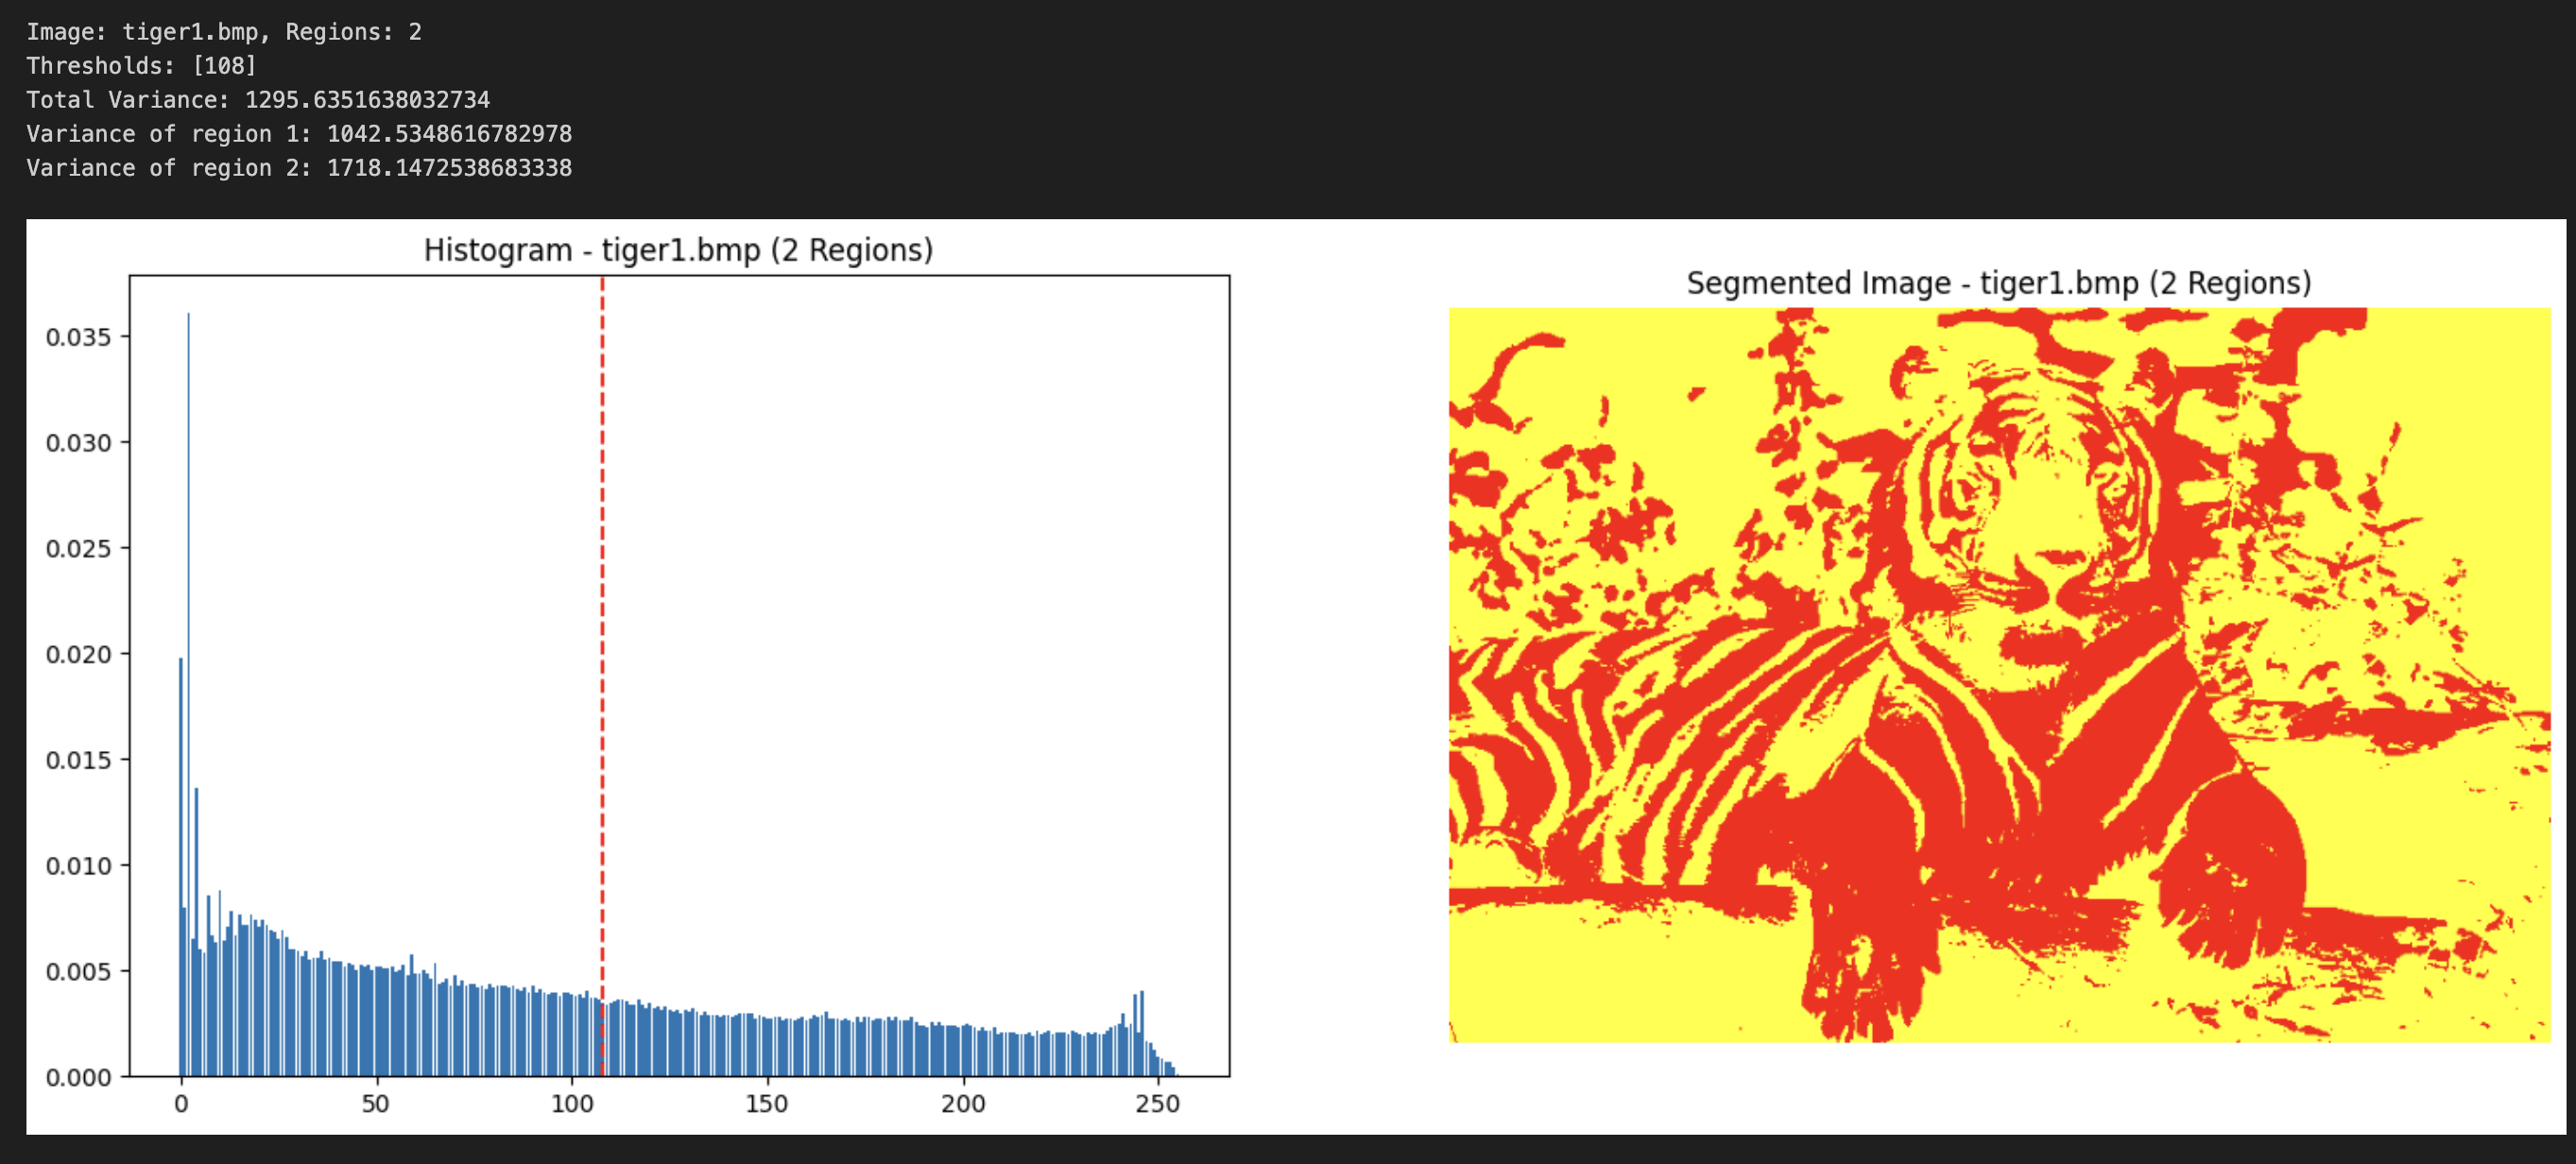 Image: tiger1.bmp, Regions: 2
Thresholds: [108]
Total Variance: 1295.6351638032734
Variance of region 1: 1042.5348616782978
Variance of region 2: 1718.1472538683338
Histogram - tiger1.bmp (2 Regions)
0.035
0.030
0.025
0.020
0.015
0.010
0.005
0.000
0 50 100 150 200 250
Segmented Image - tiger1.bmp (2 Regions)